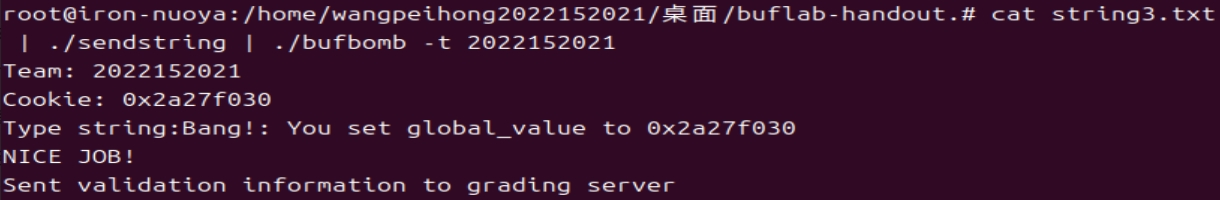 root@iron-nuoya:/home/wangpeihong2022152021/桌面/buflab-handout.# cat string3.txt
 | ./sendstring | ./bufbomb -t 2022152021
Team: 2022152021
Cookie: 0x2a27f030
Type string:Bang!: You set global_value to 0x2a27f030
NICE JOB!
Sent validation information to grading server